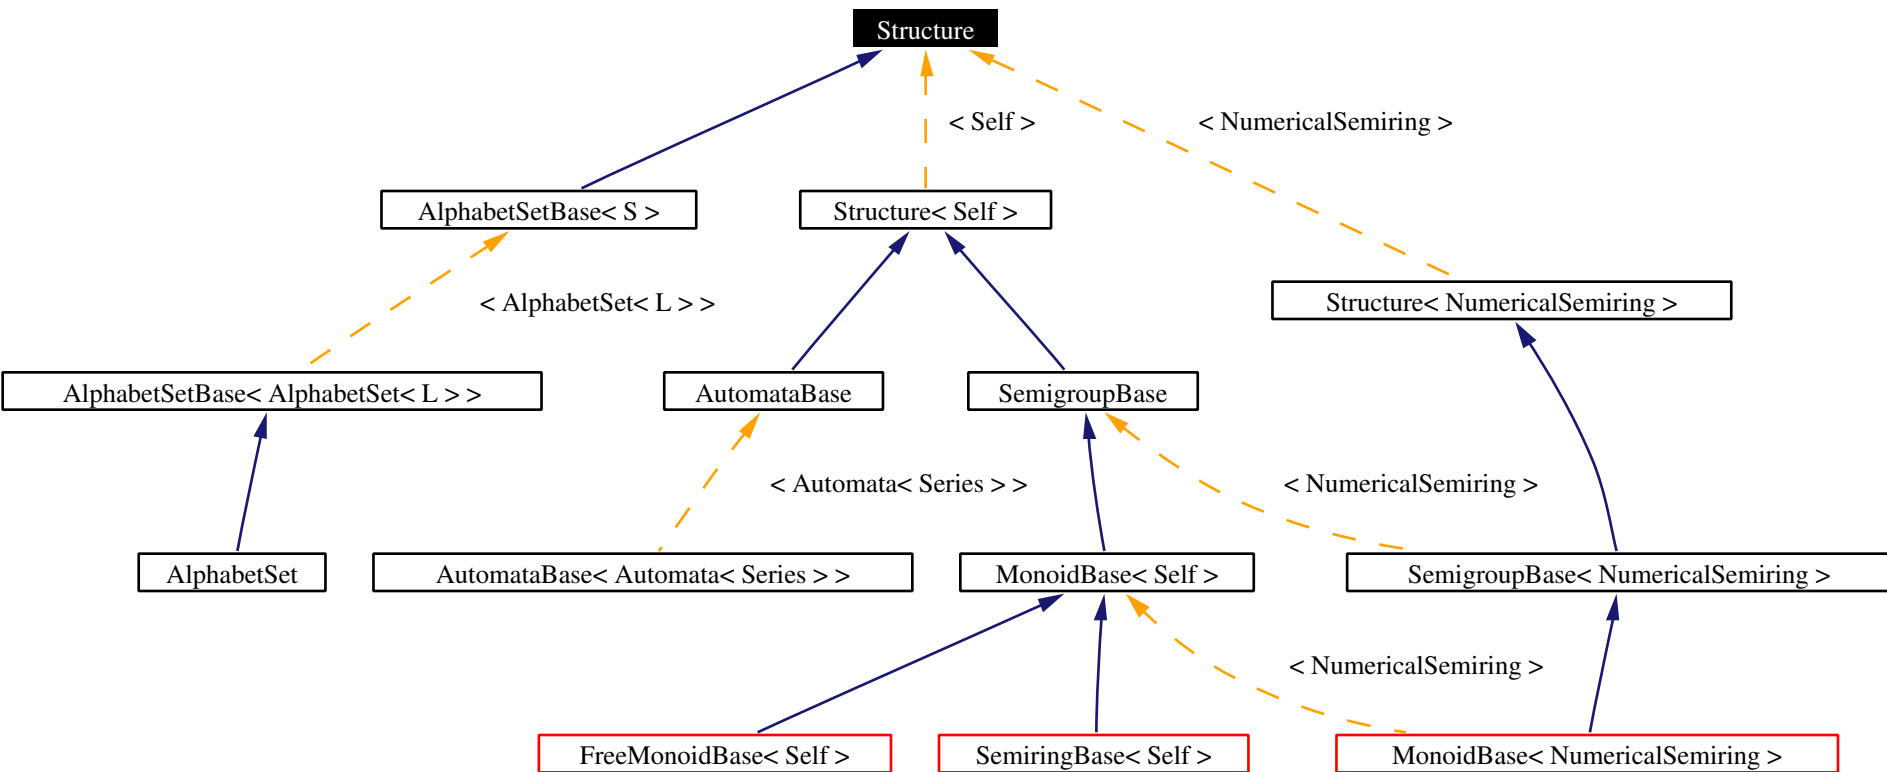 Structure
< Self >
< NumericalSemiring >
AlphabetSetBase< S >
Structure< Self >
< AlphabetSet< L > >
Structure< NumericalSemiring >
AlphabetSetBase< AlphabetSet< L > >
AutomataBase
SemigroupBase
< Automata< Series > >
< NumericalSemiring >
AlphabetSet
AutomataBase< Automata< Series > >
MonoidBase< Self >
SemigroupBase< NumericalSemiring >
< NumericalSemiring >
FreeMonoidBase< Self >
SemiringBase< Self >
MonoidBase< NumericalSemiring >